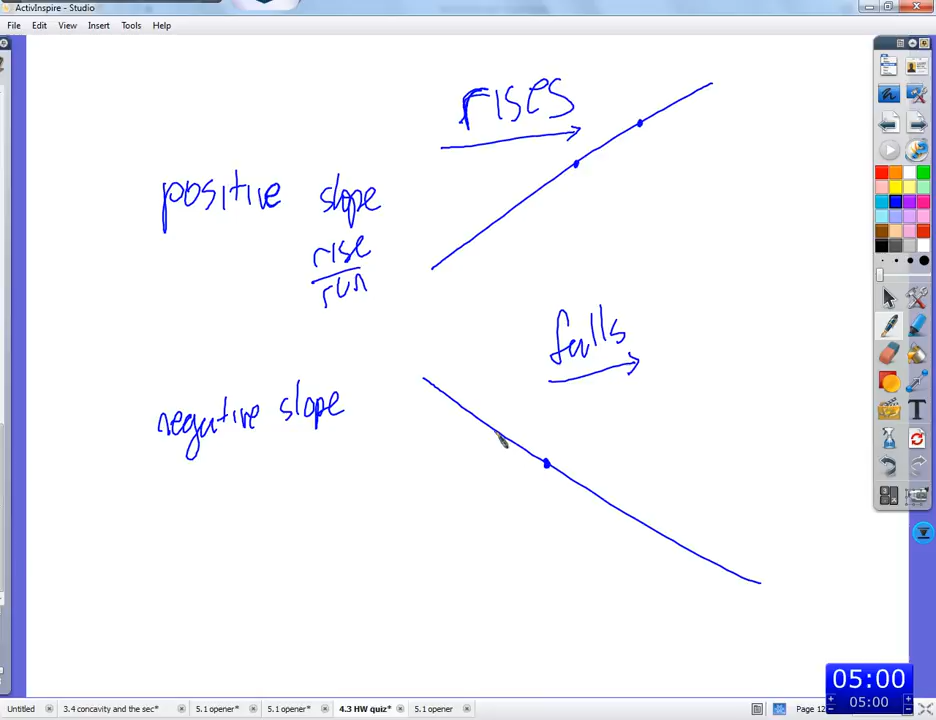 ActivInspire - Studio
File Edit View Insert Tools Help
rises
positive slope
rise
run
falls
negative slope
05:00
05:00
Untitled 3.4 concavity and the sec* 5.1 opener* 5.1 opener* 4.3 HW quiz* 5.1 opener Page 12